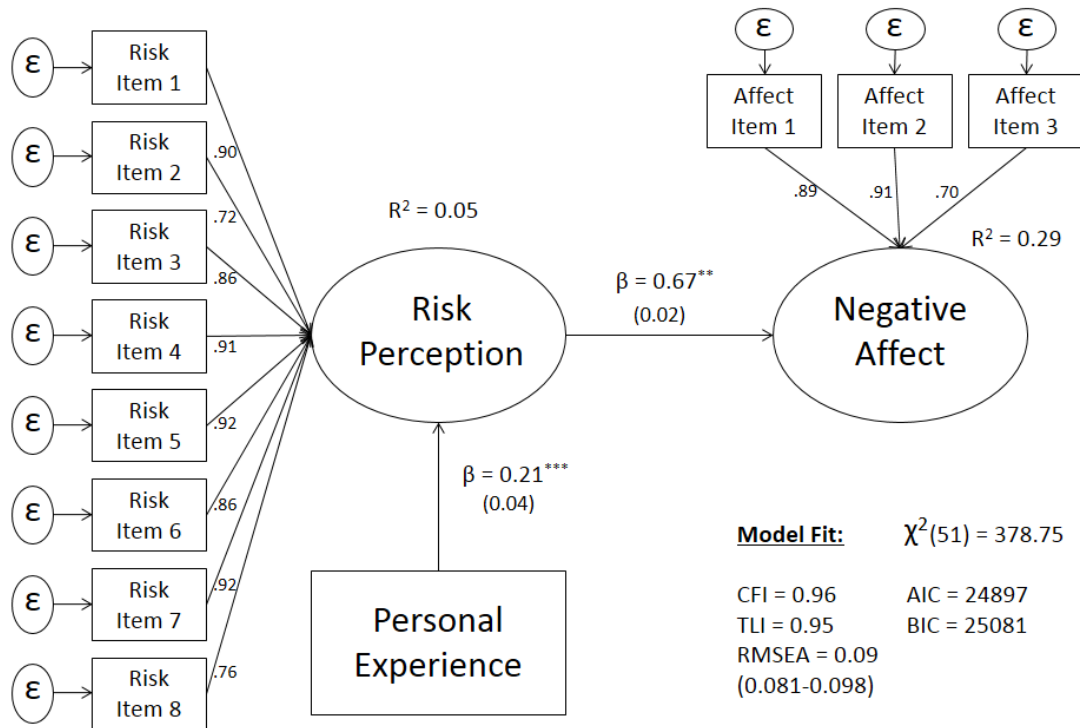 ε
Risk
Item 1
ε
Risk
Item 2
ε
Risk
Item 3
ε
Risk
Item 4
ε
Risk
Item 5
ε
Risk
Item 6
ε
Risk
Item 7
ε
Risk
Item 8
.90
.72
.86
.91
.92
.86
.92
.76
R² = 0.05
Risk
Perception
β = 0.21***
(0.04)
Personal
Experience
β = 0.67**
(0.02)
ε
ε
ε
Affect
Item 1
Affect
Item 2
Affect
Item 3
.89
.91
.70
R² = 0.29
Negative
Affect
Model Fit: χ²(51) = 378.75
CFI = 0.96 AIC = 24897
TLI = 0.95 BIC = 25081
RMSEA = 0.09
(0.081-0.098)